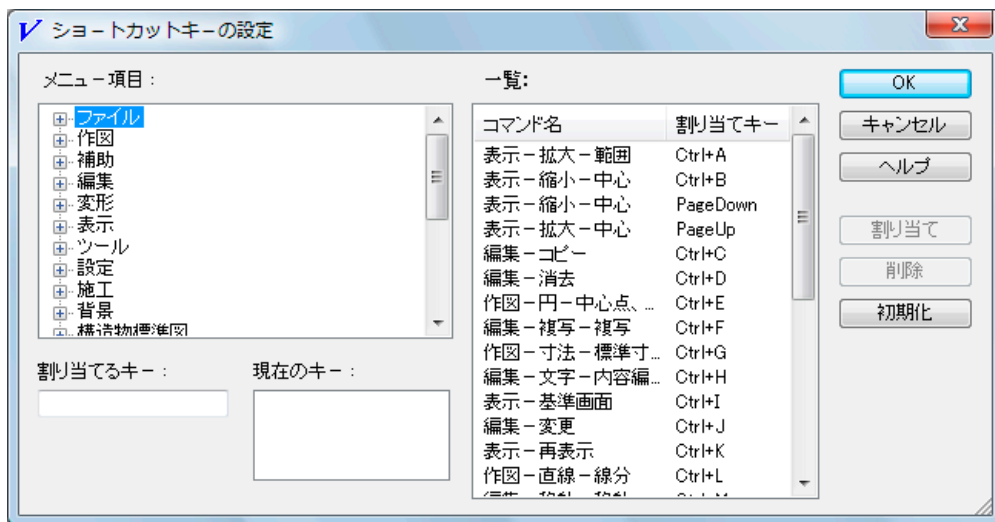 ショートカットキーの設定
メニュー項目：
ファイル
作図
補助
編集
変形
表示
ツール
設定
施工
背景
構造物標準図
割り当てるキー：
現在のキー：
一覧:
コマンド名 割り当てキー
表示－拡大－範囲 Ctrl+A
表示－縮小－中心 Ctrl+B
表示－縮小－中心 PageDown
表示－拡大－中心 PageUp
編集－コピー Ctrl+C
編集－消去 Ctrl+D
作図－円－中心点、... Ctrl+E
編集－複写－複写 Ctrl+F
作図－寸法－標準寸... Ctrl+G
編集－文字－内容編... Ctrl+H
表示－基準画面 Ctrl+I
編集－変更 Ctrl+J
表示－再表示 Ctrl+K
作図－直線－線分 Ctrl+L
OK
キャンセル
ヘルプ
割り当て
削除
初期化